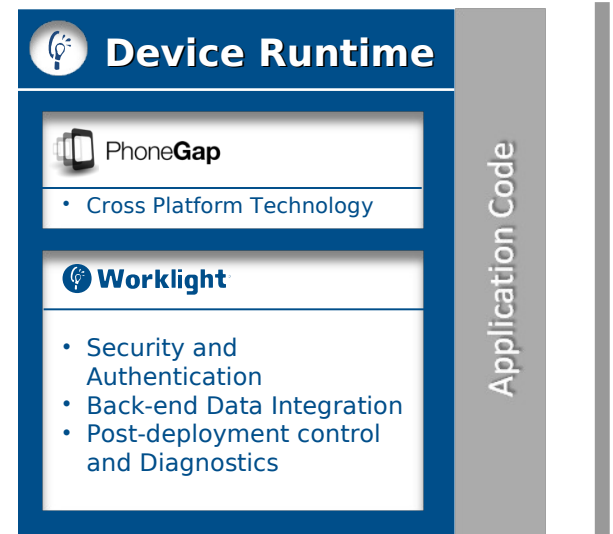 Device Runtime
PhoneGap
• Cross Platform Technology
Worklight
• Security and
Authentication
• Back-end Data Integration
• Post-deployment control
and Diagnostics
Application Code